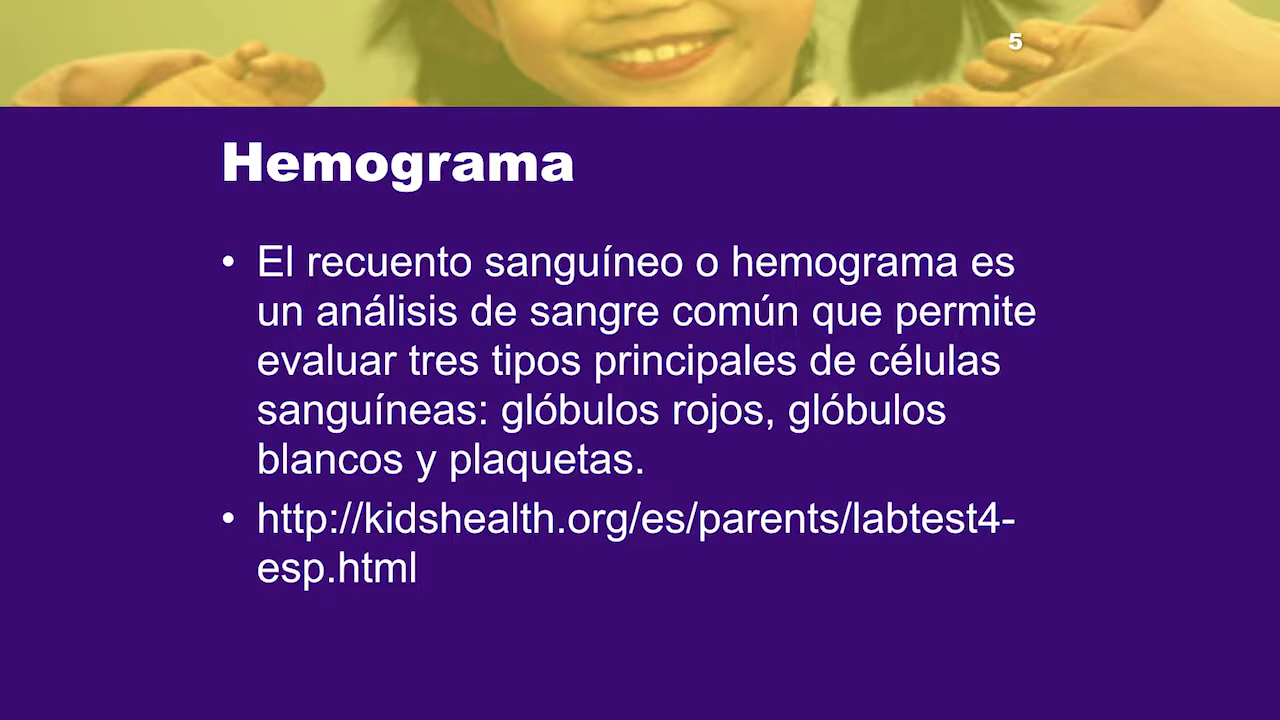 5
Hemograma
• El recuento sanguíneo o hemograma es
un análisis de sangre común que permite
evaluar tres tipos principales de células
sanguíneas: glóbulos rojos, glóbulos
blancos y plaquetas.
• http://kidshealth.org/es/parents/labtest4-
esp.html